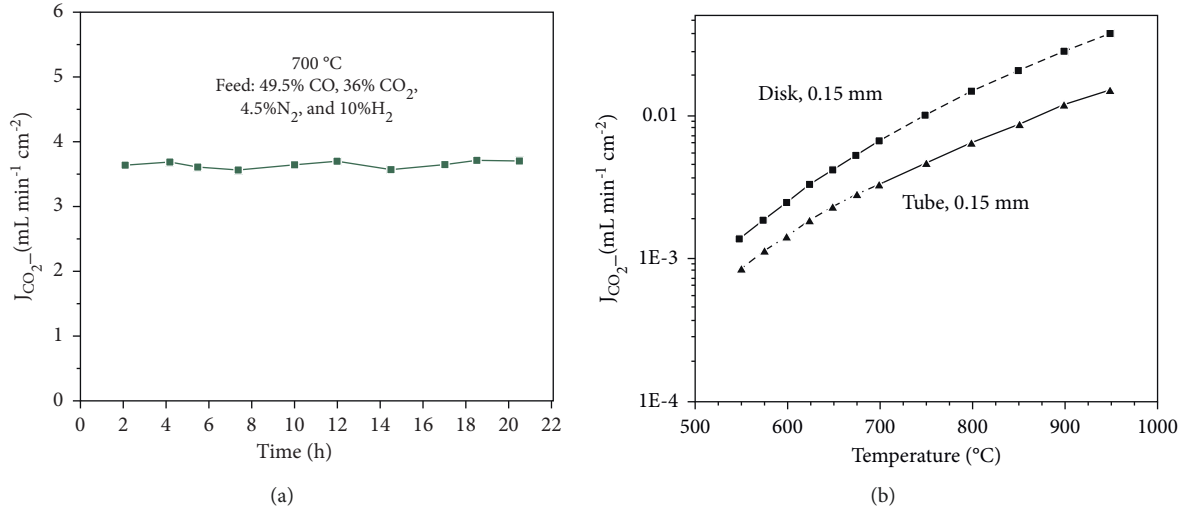 6
5
4
3
2
1
0
J_CO₂_(mL min⁻¹ cm⁻²)
700 °C
Feed: 49.5% CO, 36% CO₂,
4.5%N₂, and 10%H₂
0 2 4 6 8 10 12 14 16 18 20 22
Time (h)
(a)
0.01
1E-3
1E-4
J_CO₂_(mL min⁻¹ cm⁻²)
Disk, 0.15 mm
Tube, 0.15 mm
500 600 700 800 900 1000
Temperature (°C)
(b)